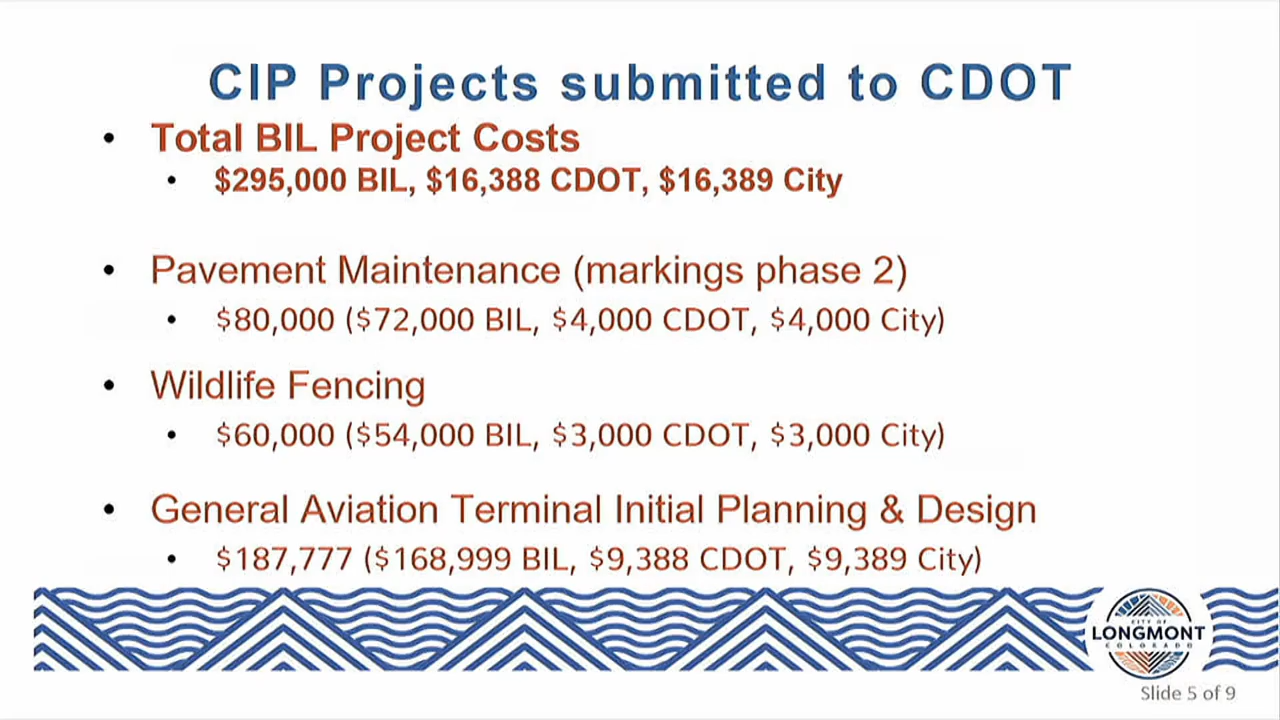 CIP Projects submitted to CDOT
• Total BIL Project Costs
• $295,000 BIL, $16,388 CDOT, $16,389 City
• Pavement Maintenance (markings phase 2)
• $80,000 ($72,000 BIL, $4,000 CDOT, $4,000 City)
• Wildlife Fencing
• $60,000 ($54,000 BIL, $3,000 CDOT, $3,000 City)
• General Aviation Terminal Initial Planning & Design
• $187,777 ($168,999 BIL, $9,388 CDOT, $9,389 City)
CITY OF
LONGMONT
COLORADO
Slide 5 of 9